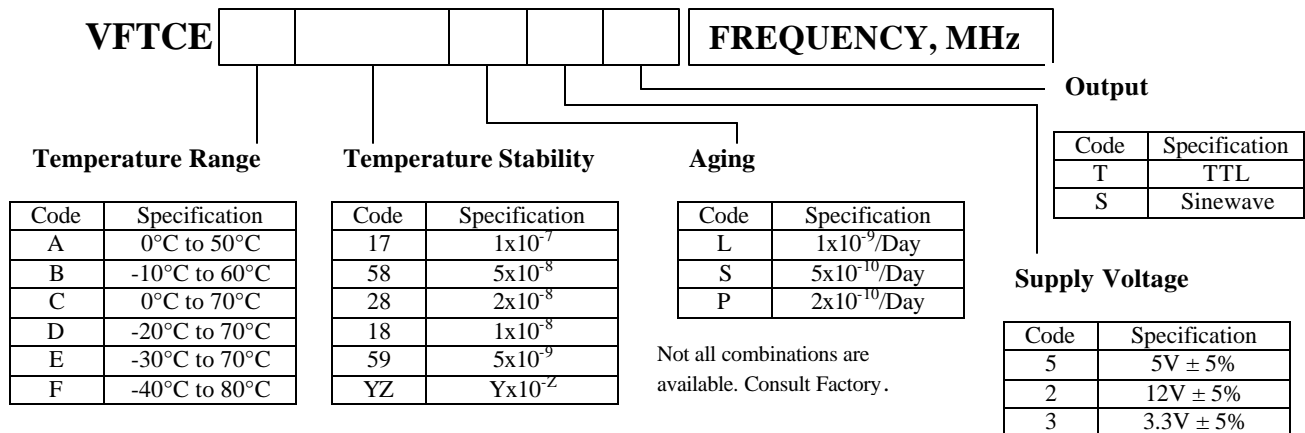 VFTCE FREQUENCY, MHz
Output
Code Specification
T TTL
S Sinewave
Temperature Range
Code Specification
A 0°C to 50°C
B -10°C to 60°C
C 0°C to 70°C
D -20°C to 70°C
E -30°C to 70°C
F -40°C to 80°C
Temperature Stability
Code Specification
17 1x10⁻⁷
58 5x10⁻⁸
28 2x10⁻⁸
18 1x10⁻⁸
59 5x10⁻⁹
YZ Yx10⁻ᶻ
Aging
Code Specification
L 1x10⁻⁹/Day
S 5x10⁻¹⁰/Day
P 2x10⁻¹⁰/Day
Not all combinations are
available. Consult Factory.
Supply Voltage
Code Specification
5 5V ± 5%
2 12V ± 5%
3 3.3V ± 5%